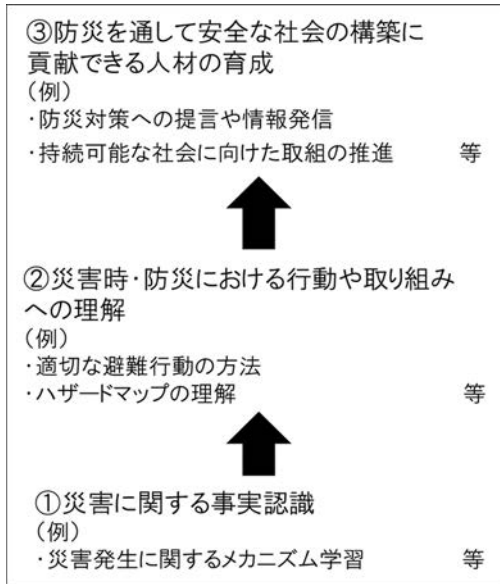 ③防災を通して安全な社会の構築に
貢献できる人材の育成
（例）
・防災対策への提言や情報発信
・持続可能な社会に向けた取組の推進　等
②災害時・防災における行動や取り組み
への理解
（例）
・適切な避難行動の方法
・ハザードマップの理解　等
①災害に関する事実認識
（例）
・災害発生に関するメカニズム学習　等